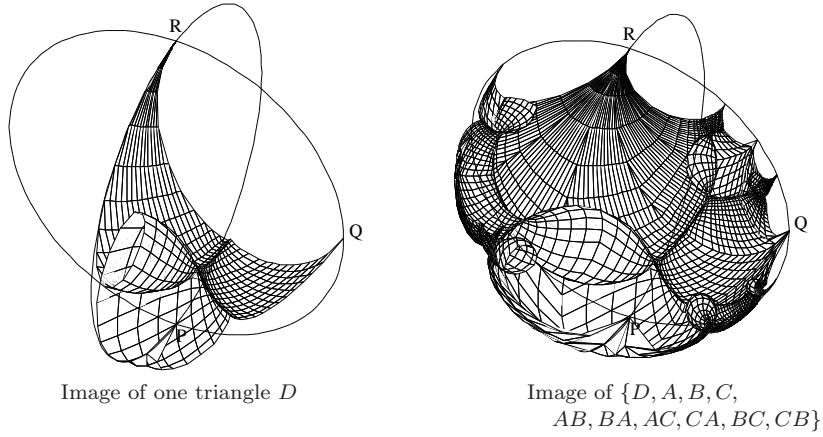 R
Q
P
Image of one triangle D
R
Q
P
Image of {D, A, B, C,
AB, BA, AC, CA, BC, CB}